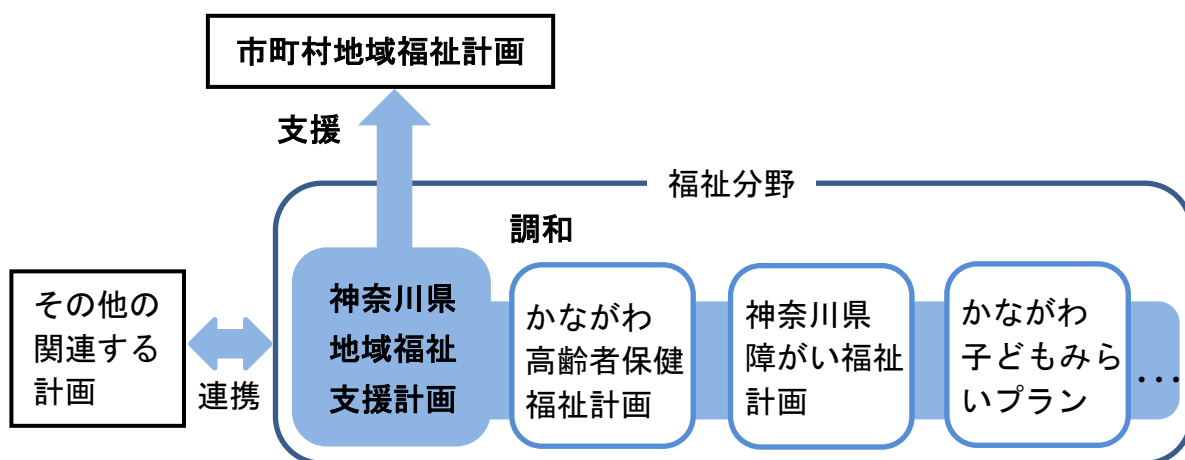 市町村地域福祉計画
支援
福祉分野
調和
その他の
関連する
計画
連携
神奈川県
地域福祉
支援計画
かながわ
高齢者保健
福祉計画
神奈川県
障がい福祉
計画
かながわ
子どもみら
いプラン
…